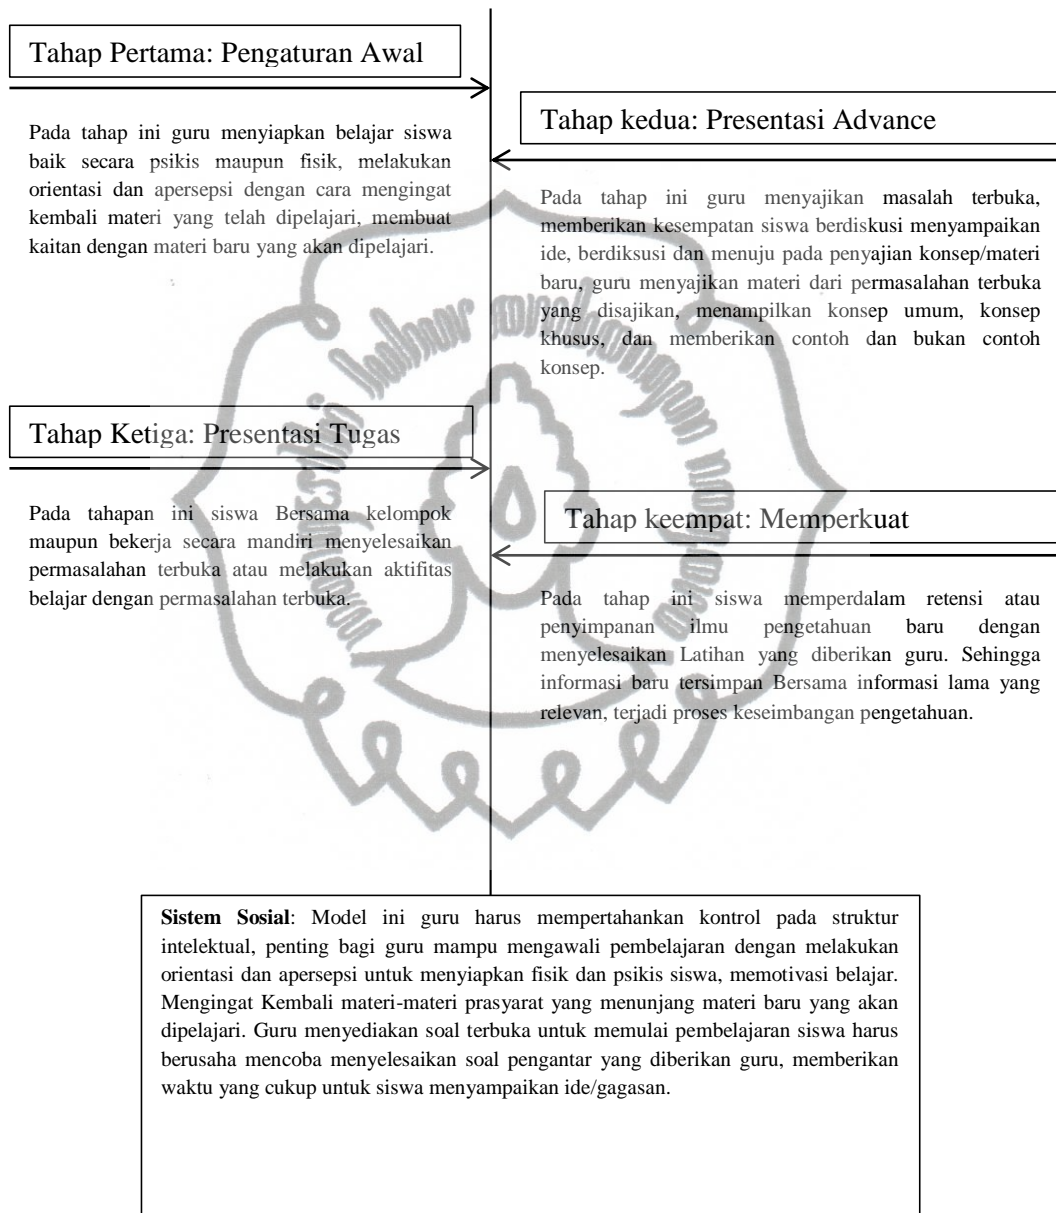 Tahap Pertama: Pengaturan Awal
Pada tahap ini guru menyiapkan belajar siswa
baik secara psikis maupun fisik, melakukan
orientasi dan apersepsi dengan cara mengingat
kembali materi yang telah dipelajari, membuat
kaitan dengan materi baru yang akan dipelajari.
Tahap kedua: Presentasi Advance
Pada tahap ini guru menyajikan masalah terbuka,
memberikan kesempatan siswa berdiskusi menyampaikan
ide, berdiksusi dan menuju pada penyajian konsep/materi
baru, guru menyajikan materi dari permasalahan terbuka
yang disajikan, menampilkan konsep umum, konsep
khusus, dan memberikan contoh dan bukan contoh
konsep.
Tahap Ketiga: Presentasi Tugas
Pada tahapan ini siswa Bersama kelompok
maupun bekerja secara mandiri menyelesaikan
permasalahan terbuka atau melakukan aktifitas
belajar dengan permasalahan terbuka.
Tahap keempat: Memperkuat
Pada tahap ini siswa memperdalam retensi atau
penyimpanan ilmu pengetahuan baru dengan
menyelesaikan Latihan yang diberikan guru. Sehingga
informasi baru tersimpan Bersama informasi lama yang
relevan, terjadi proses keseimbangan pengetahuan.
Sistem Sosial: Model ini guru harus mempertahankan kontrol pada struktur
intelektual, penting bagi guru mampu mengawali pembelajaran dengan melakukan
orientasi dan apersepsi untuk menyiapkan fisik dan psikis siswa, memotivasi belajar.
Mengingat Kembali materi-materi prasyarat yang menunjang materi baru yang akan
dipelajari. Guru menyediakan soal terbuka untuk memulai pembelajaran siswa harus
berusaha mencoba menyelesaikan soal pengantar yang diberikan guru, memberikan
waktu yang cukup untuk siswa menyampaikan ide/gagasan.